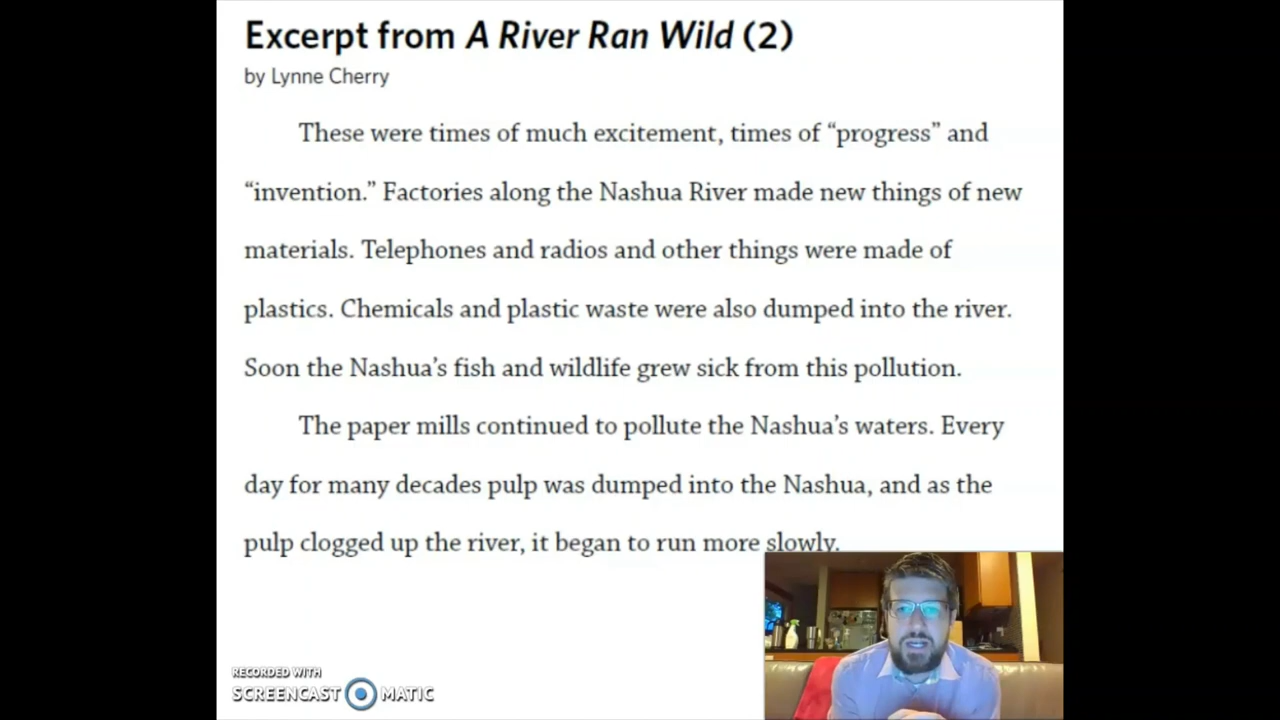 Excerpt from A River Ran Wild (2)
by Lynne Cherry
These were times of much excitement, times of “progress” and
“invention.” Factories along the Nashua River made new things of new
materials. Telephones and radios and other things were made of
plastics. Chemicals and plastic waste were also dumped into the river.
Soon the Nashua’s fish and wildlife grew sick from this pollution.
The paper mills continued to pollute the Nashua’s waters. Every
day for many decades pulp was dumped into the Nashua, and as the
pulp clogged up the river, it began to run more slowly.
RECORDED WITH
SCREENCAST MATIC